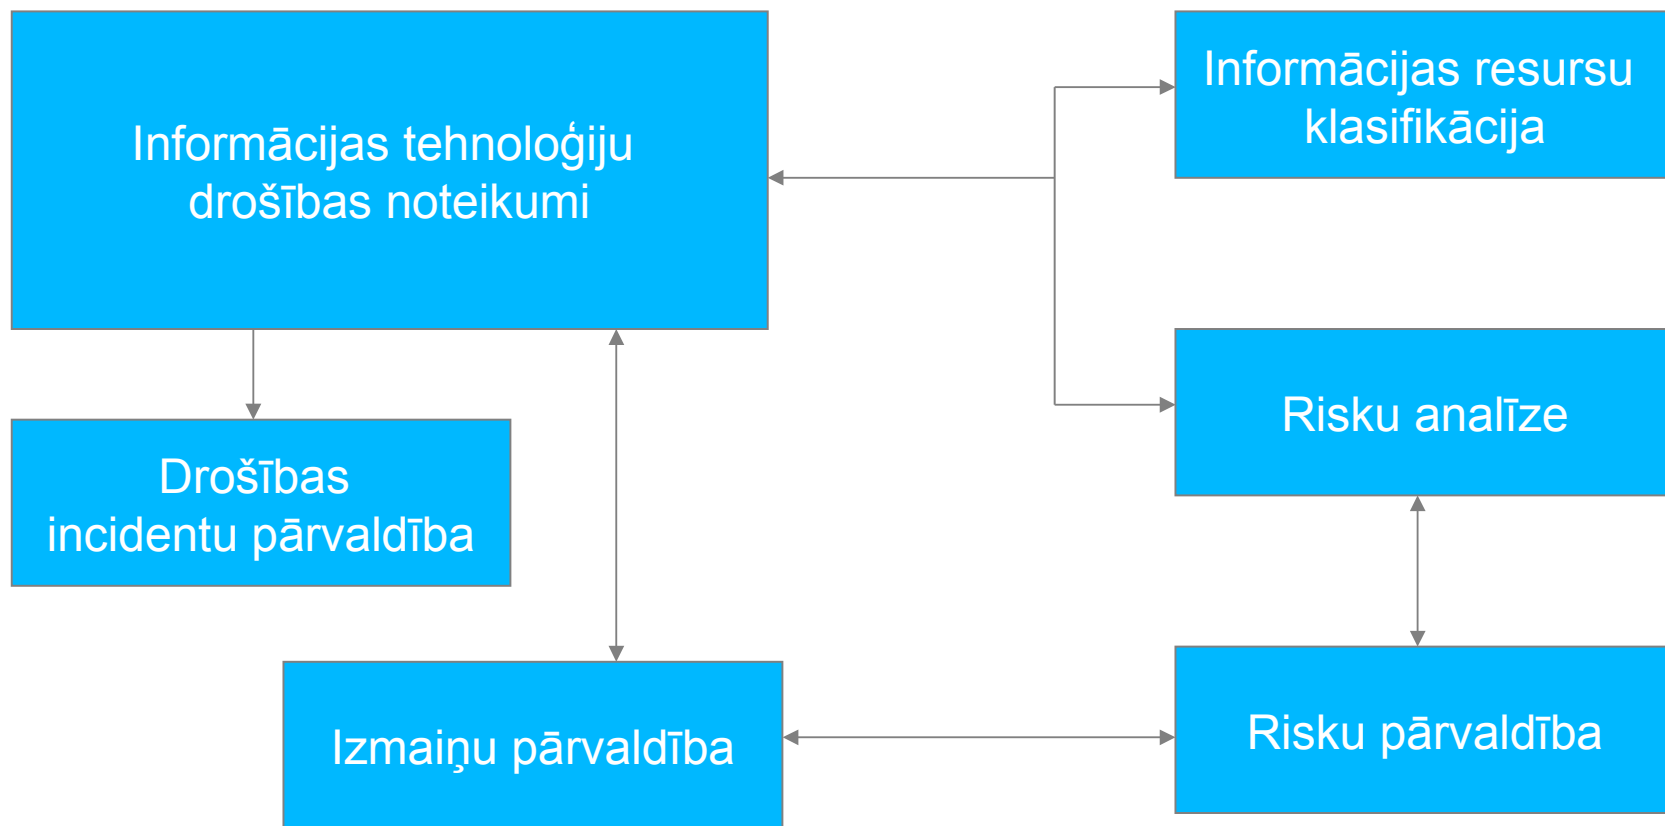 Informācijas tehnoloģiju
drošības noteikumi
Informācijas resursu
klasifikācija
Risku analīze
Drošības
incidentu pārvaldība
Izmaiņu pārvaldība
Risku pārvaldība